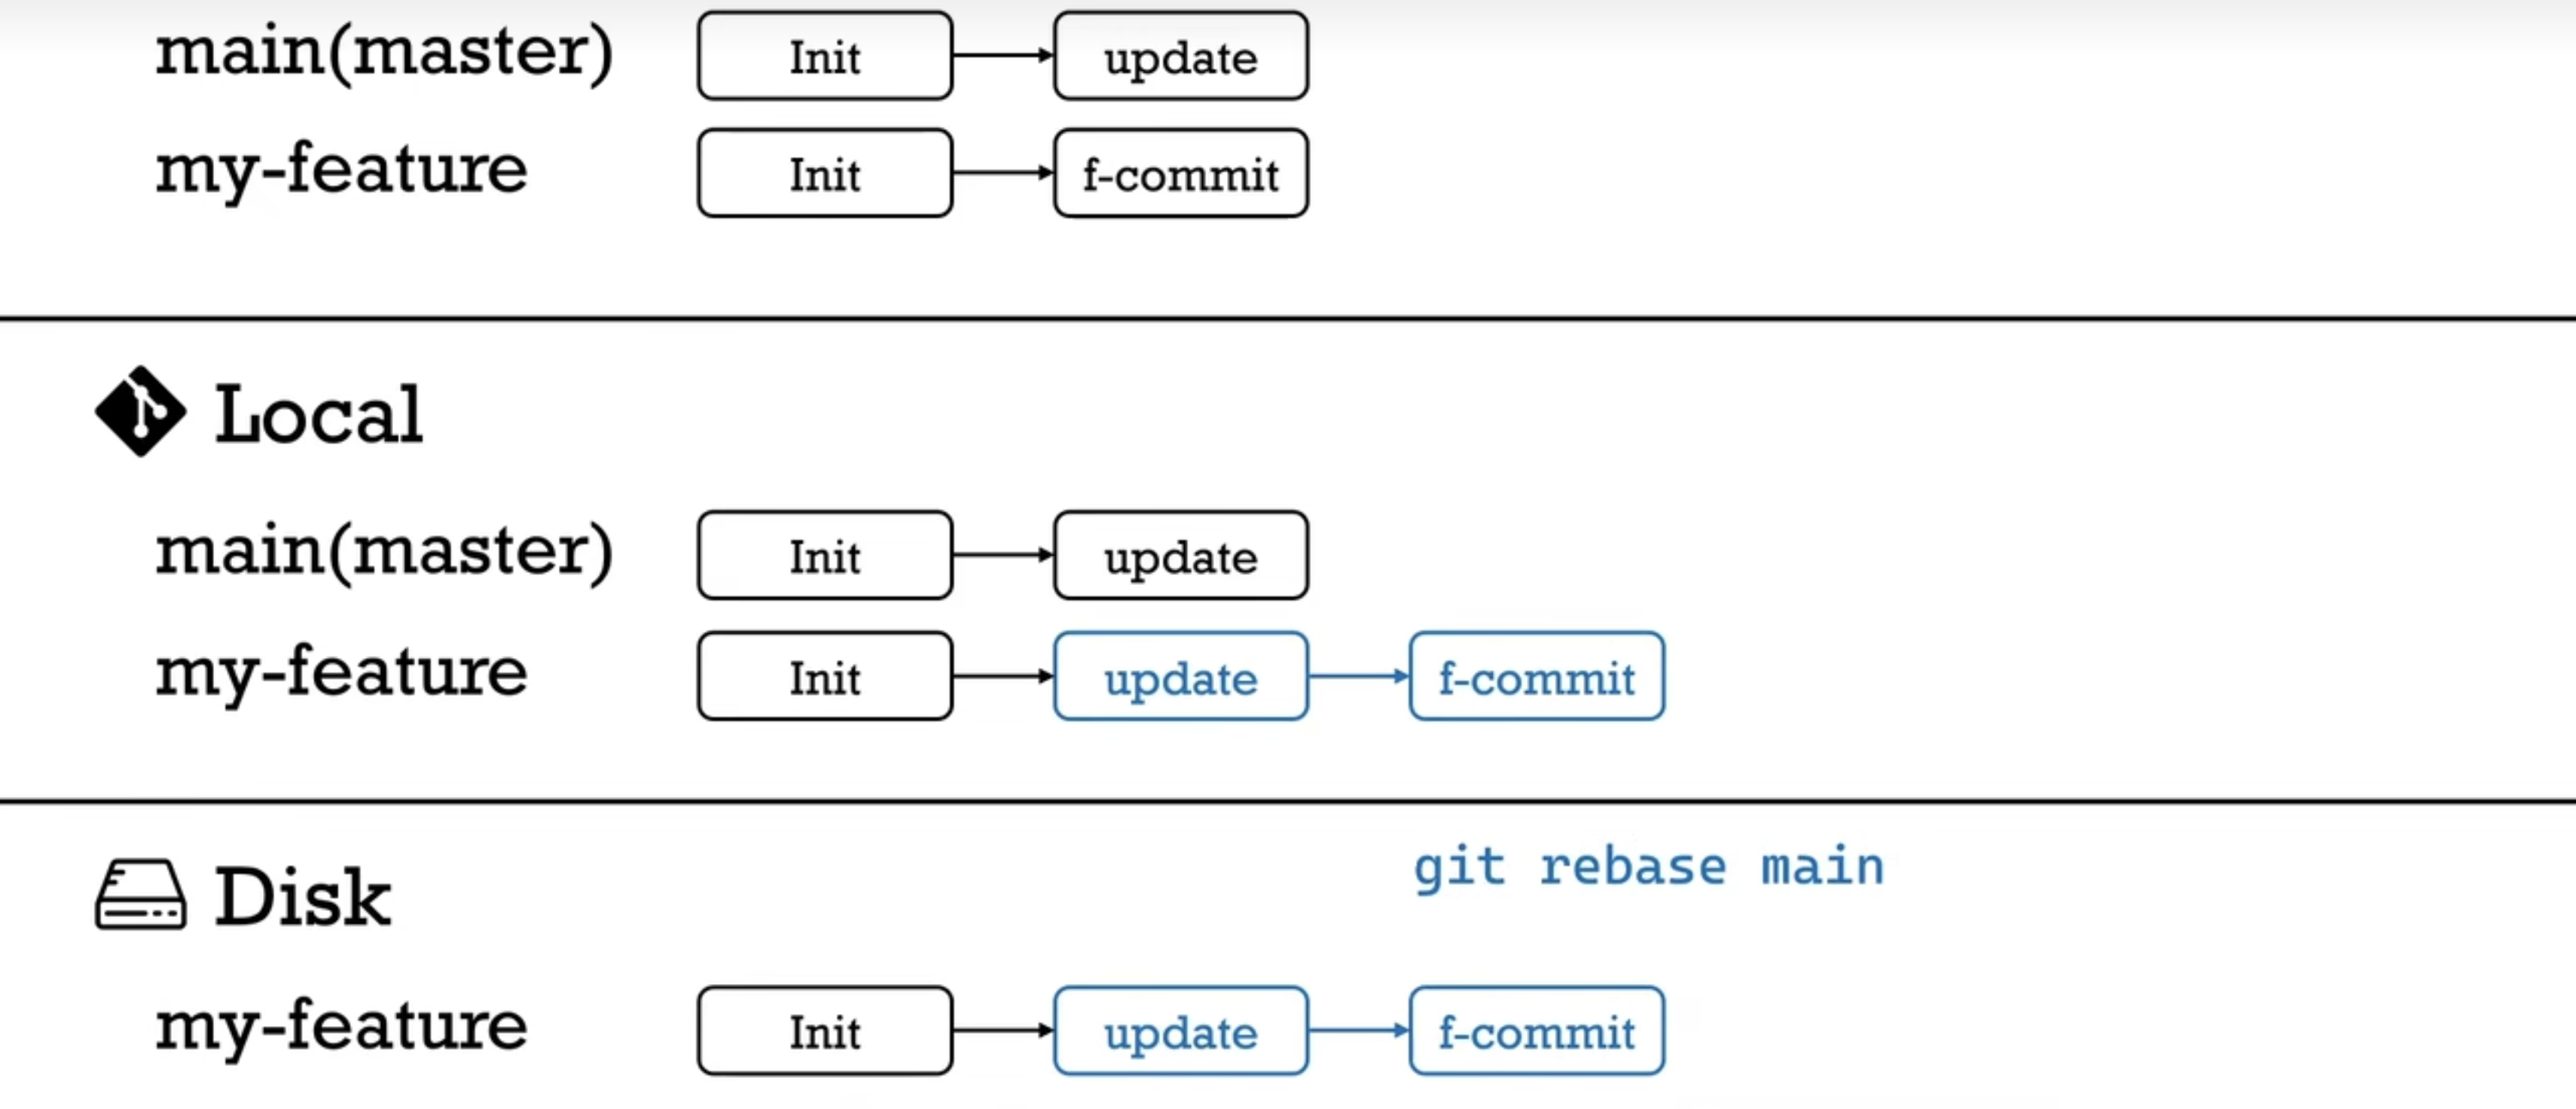 main(master) Init update
my-feature Init f-commit
Local
main(master) Init update
my-feature Init update f-commit
git rebase main
Disk
my-feature Init update f-commit